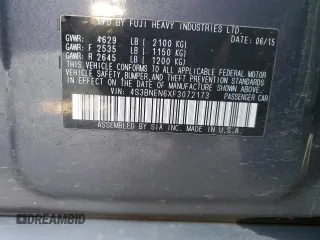 MFD BY FUJI HEAVY INDUSTRIES LTD. DATE: 06/15
GVWR: 4629 LB ( 2100 KG)
GAWR: F 2535 LB ( 1150 KG)
GAWR: R 2645 LB ( 1200 KG)
THIS VEHICLE CONFORMS TO ALL APPLICABLE FEDERAL MOTOR
VEHICLE SAFETY, BUMPER, AND THEFT PREVENTION STANDARDS
IN EFFECT ON THE DATE OF MANUFACTURE SHOWN ABOVE.
VIN: 4S3BNEN6XF3072173 PASSENGER CAR
ASSEMBLED BY SIA INC. MADE IN U.S.A.
DREAMBID